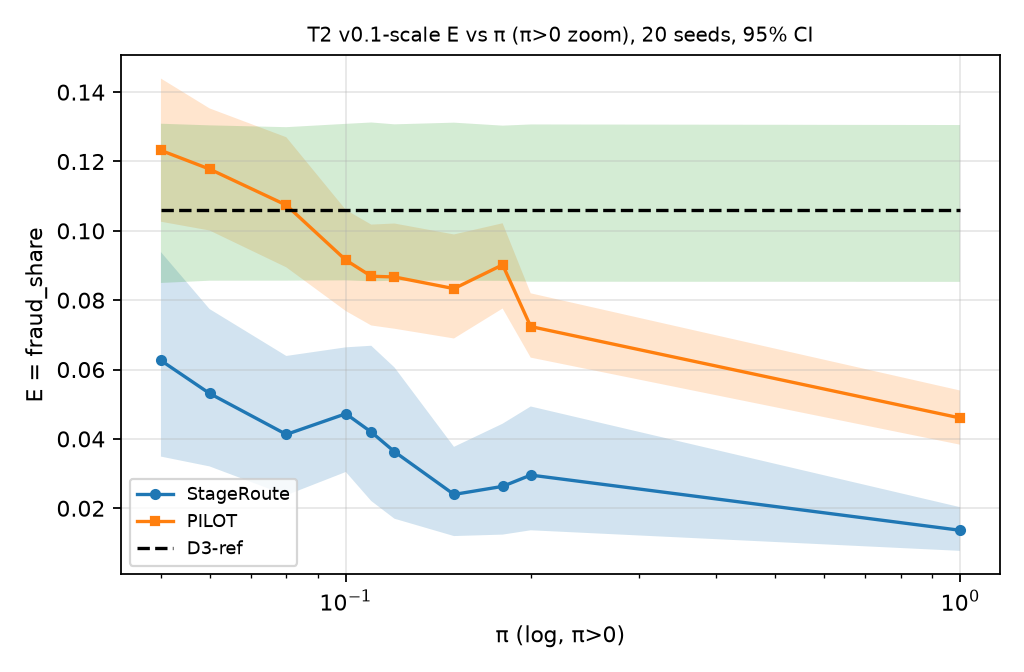 T2 v0.1-scale E vs π (π>0 zoom), 20 seeds, 95% CI
E = fraud_share
0.14
0.12
0.10
0.08
0.06
0.04
0.02
StageRoute
PILOT
D3-ref
10⁻¹
10⁰
π (log, π>0)